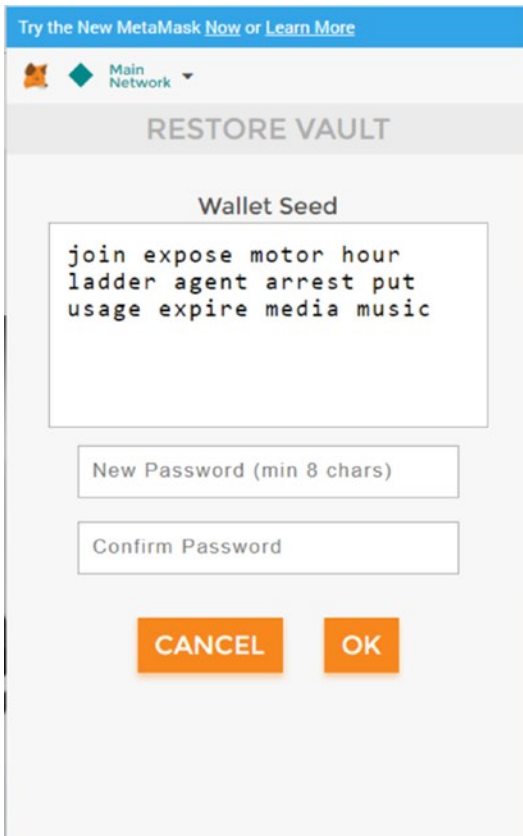 Try the New MetaMask Now or Learn More
Main
Network
RESTORE VAULT
Wallet Seed
join expose motor hour
ladder agent arrest put
usage expire media music
New Password (min 8 chars)
Confirm Password
CANCEL OK